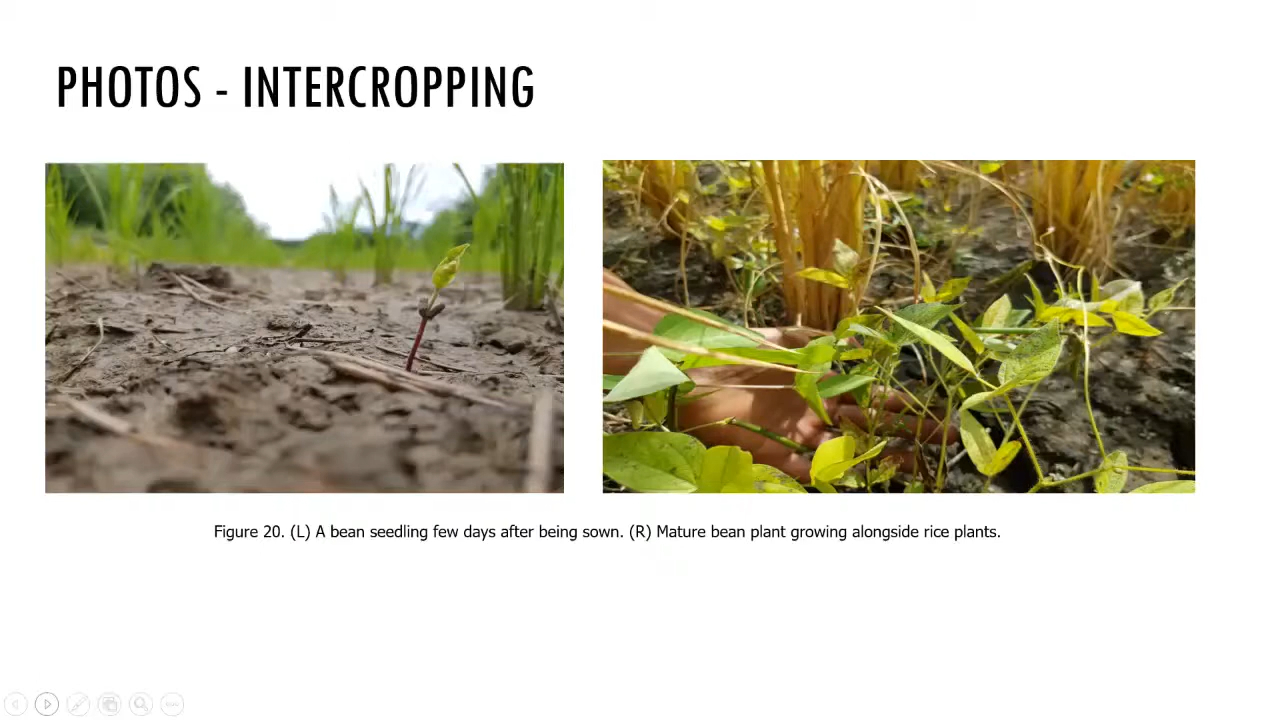 PHOTOS - INTERCROPPING
Figure 20. (L) A bean seedling few days after being sown. (R) Mature bean plant growing alongside rice plants.